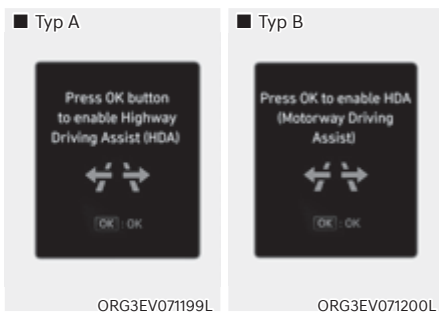 ■ Typ A
Press OK button
to enable Highway
Driving Assist (HDA)
OK : OK
ORG3EV071199L
■ Typ B
Press OK to enable HDA
(Motorway Driving
Assist)
OK : OK
ORG3EV071200L